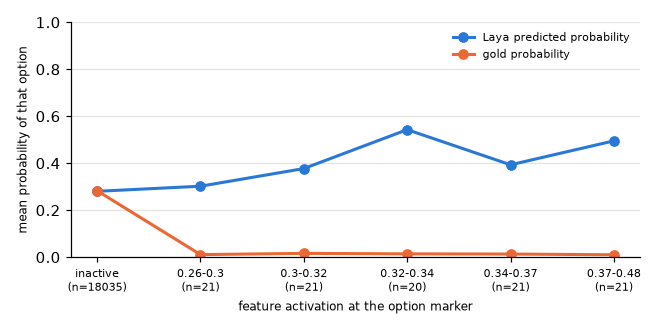 1.0
0.8
0.6
0.4
0.2
0.0
mean probability of that option
Laya predicted probability
gold probability
inactive
(n=18035)
0.26-0.3
(n=21)
0.3-0.32
(n=21)
0.32-0.34
(n=20)
0.34-0.37
(n=21)
0.37-0.48
(n=21)
feature activation at the option marker